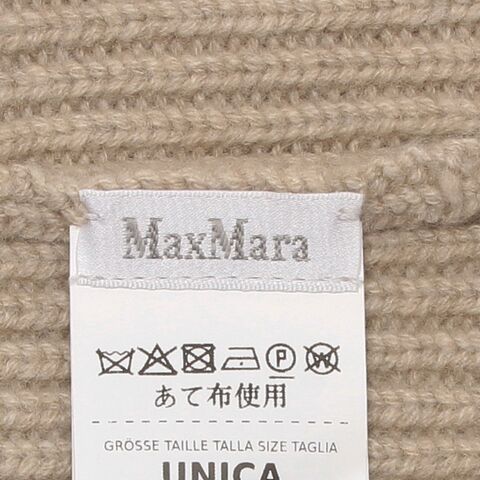 MaxMara
P
あて布使用
GRÖSSE TAILLE TALLA SIZE TAGLIA
UNICA